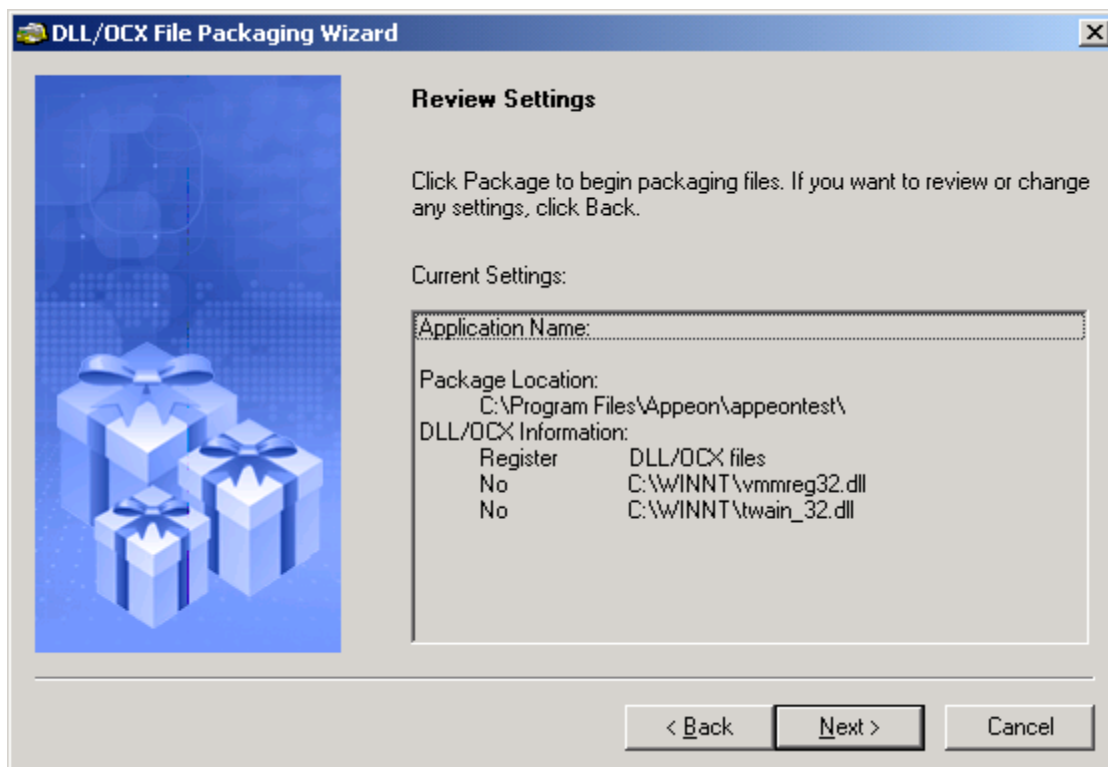 DLL/OCX File Packaging Wizard
Review Settings
Click Package to begin packaging files. If you want to review or change
any settings, click Back.
Current Settings:
Application Name:
Package Location:
C:\Program Files\Appeon\appeontest\
DLL/OCX Information:
Register DLL/OCX files
No C:\WINNT\vmmreg32.dll
No C:\WINNT\twain_32.dll
< Back Next > Cancel